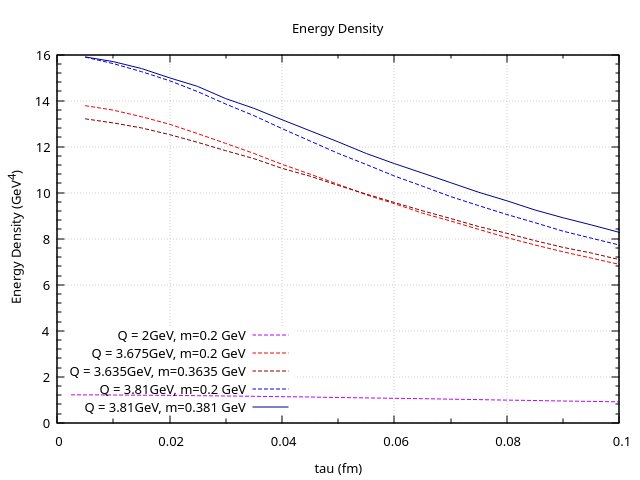 Energy Density
16
14
12
10
8
6
4
2
0
Energy Density (GeV^4)
Q = 2GeV, m=0.2 GeV
Q = 3.675GeV, m=0.2 GeV
Q = 3.635GeV, m=0.3635 GeV
Q = 3.81GeV, m=0.2 GeV
Q = 3.81GeV, m=0.381 GeV
0 0.02 0.04 0.06 0.08 0.1
tau (fm)